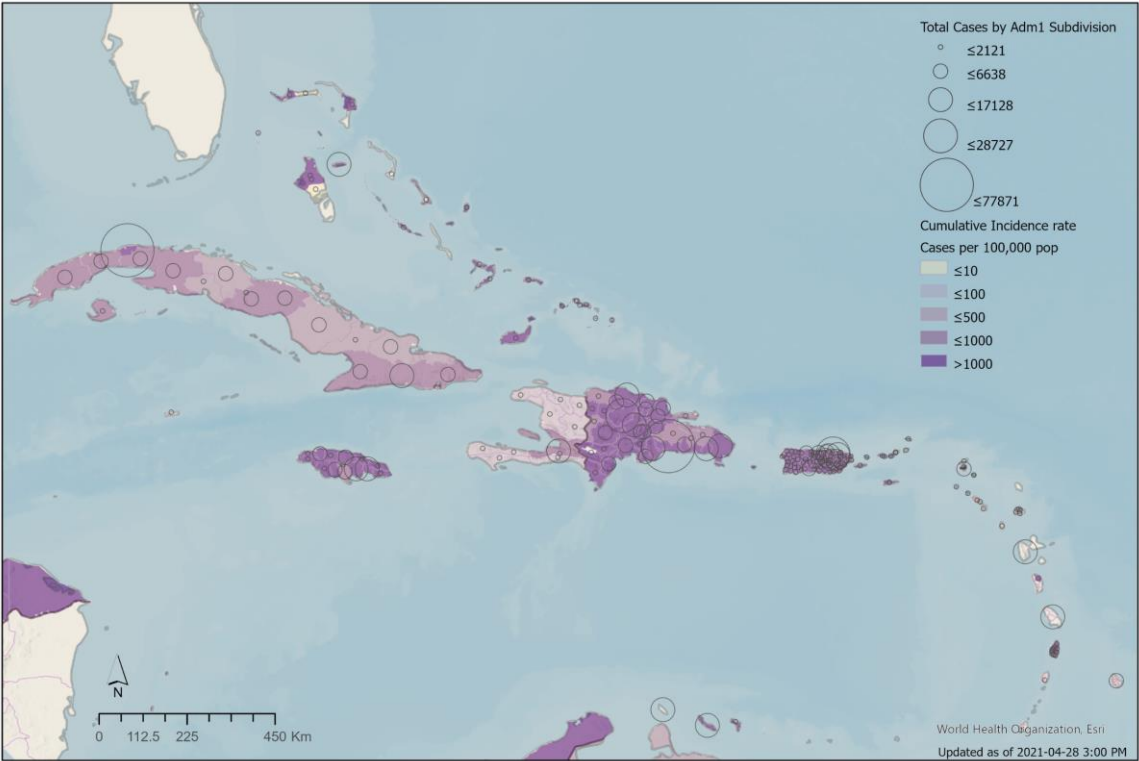 Total Cases by Adm1 Subdivision
≤2121
≤6638
≤17128
≤28727
≤77871
Cumulative Incidence rate
Cases per 100,000 pop
≤10
≤100
≤500
≤1000
>1000
N
0 112.5 225 450 Km
World Health Organization, Esri
Updated as of 2021-04-28 3:00 PM